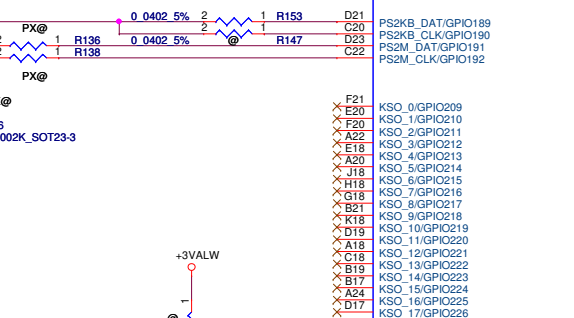 0_0402_5% 2 1 R153 D21 PS2KB_DAT/GPIO189
2 1 C20 PS2KB_CLK/GPIO190
PX@ @
2 1 R136 0_0402_5% R147 D23 PS2M_DAT/GPIO191
2 1 R138 C22 PS2M_CLK/GPIO192
PX@
@
F21 KSO_0/GPIO209
E20 KSO_1/GPIO210
F20 KSO_2/GPIO211
002K_SOT23-3
A22 KSO_3/GPIO212
E18 KSO_4/GPIO213
A20 KSO_5/GPIO214
J18 KSO_6/GPIO215
H18 KSO_7/GPIO216
G18 KSO_8/GPIO217
B21 KSO_9/GPIO218
K18 KSO_10/GPIO219
D19 KSO_11/GPIO220
A18 KSO_12/GPIO221
C18 KSO_13/GPIO222
B19 KSO_14/GPIO223
B17 KSO_15/GPIO224
A24 KSO_16/GPIO225
D17 KSO_17/GPIO226
+3VALW
1
@